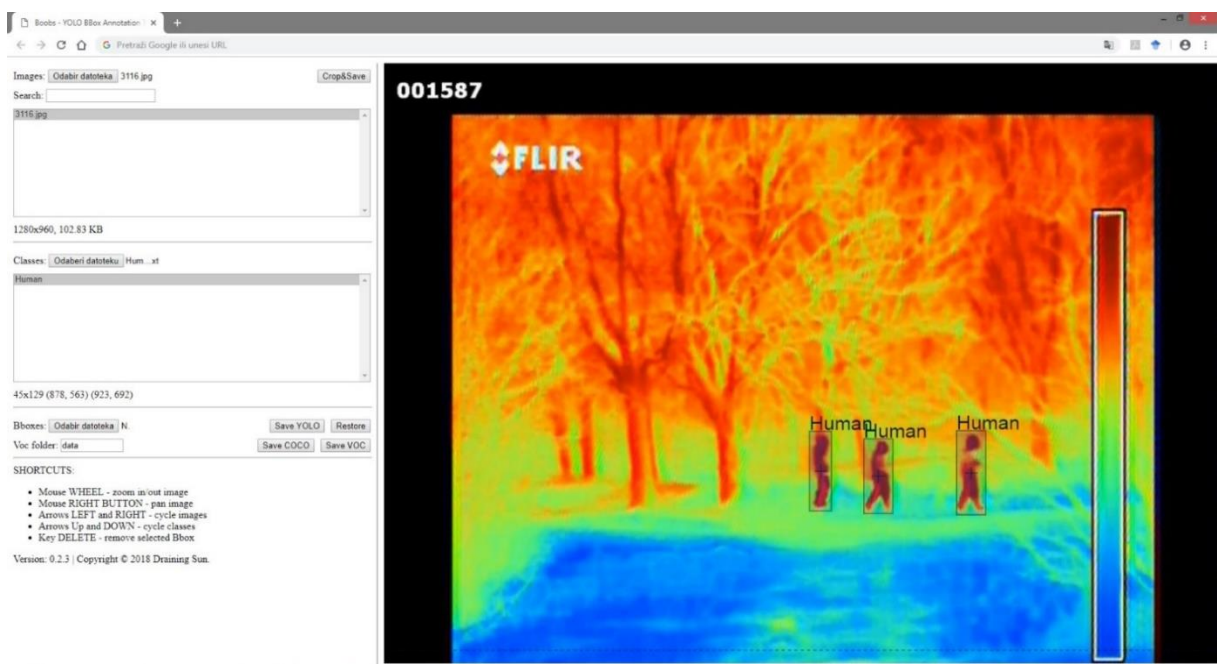 Boobs - YOLO BBox Annotation
Pretraži Google ili unesi URL
Images: Odabir datoteka 3116.jpg Crop&Save
Search:
3116.jpg
1280x960, 102.83 KB
Classes: Odaberi datoteku Hum...xt
Human
45x129 (878, 563) (923, 692)
Bboxes: Odabir datoteka N. Save YOLO Restore
Voc folder: data Save COCO Save VOC
SHORTCUTS:
Mouse WHEEL - zoom in/out image
Mouse RIGHT BUTTON - pan image
Arrows LEFT and RIGHT - cycle images
Arrows Up and DOWN - cycle classes
Key DELETE - remove selected Bbox
Version: 0.2.3 | Copyright © 2018 Draining Sun.
001587
FLIR
Human
Human
Human